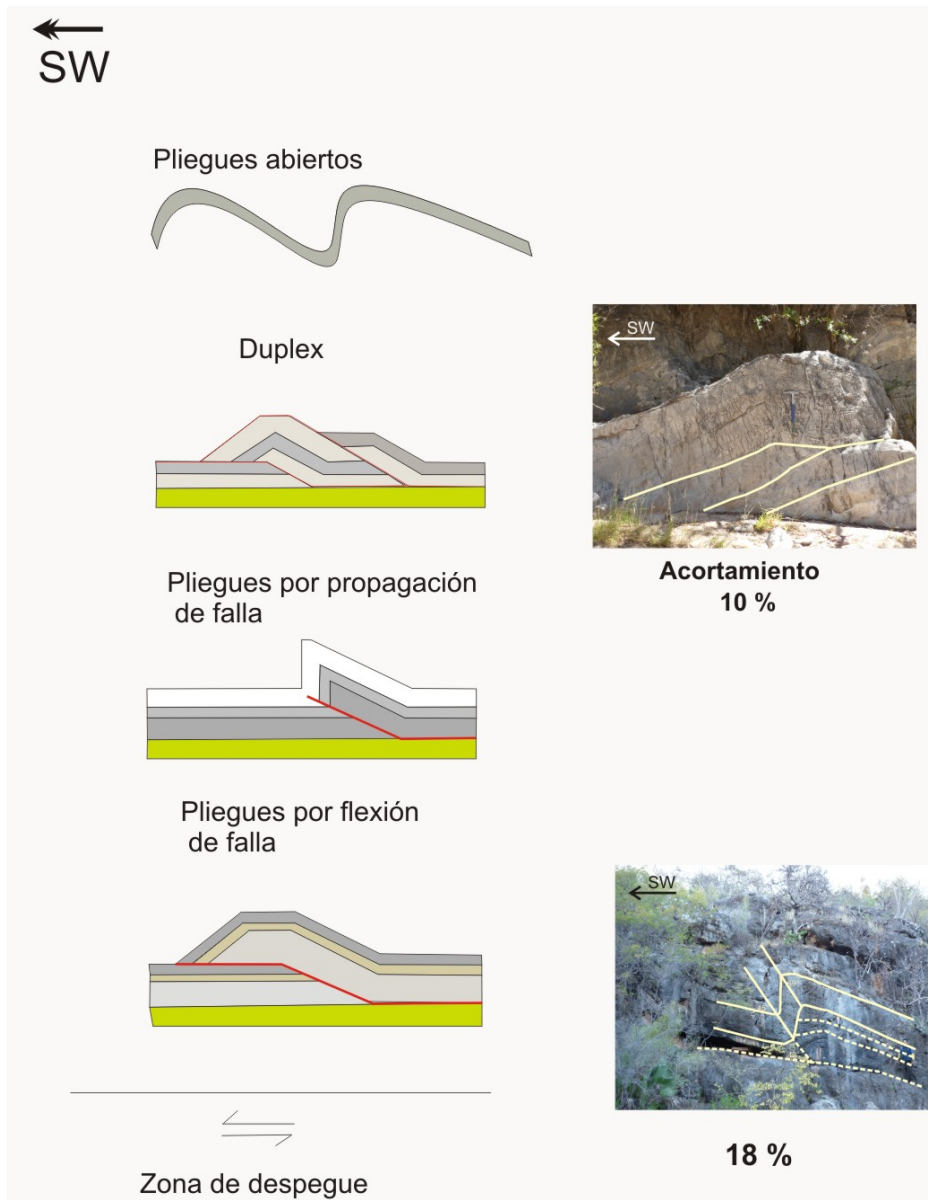 SW
Pliegues abiertos
Duplex
SW
Acortamiento
10 %
Pliegues por propagación
de falla
Pliegues por flexión
de falla
SW
18 %
Zona de despegue